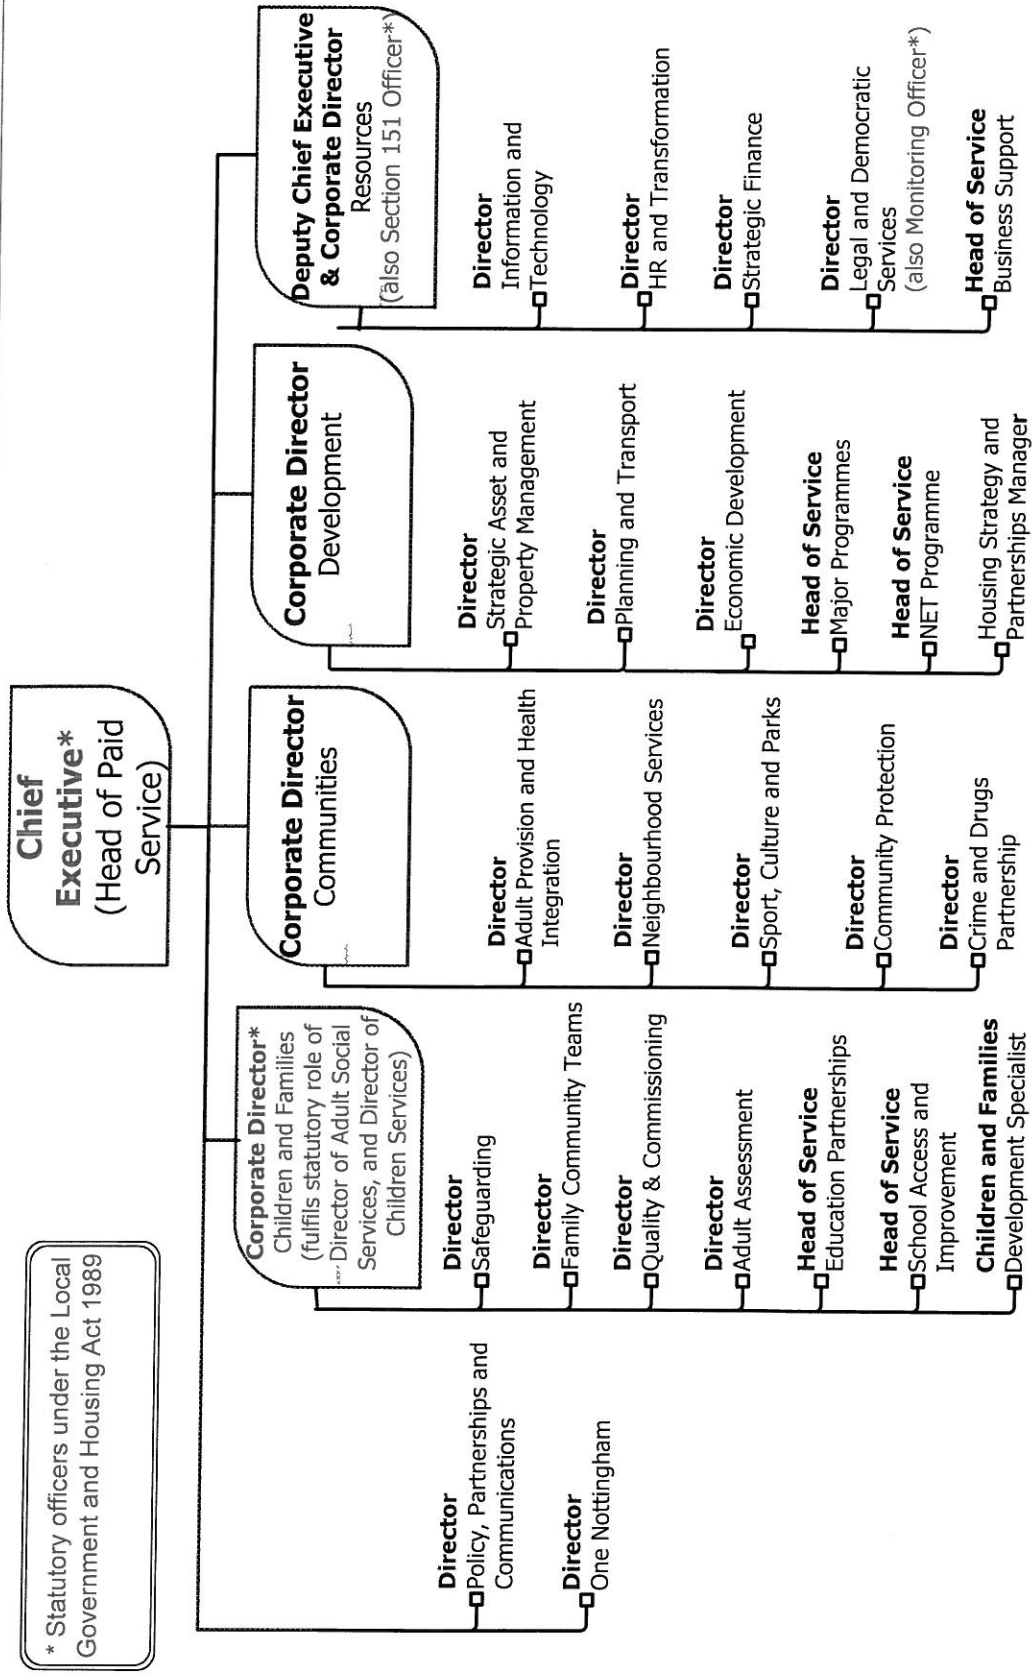 * Statutory officers under the Local
Government and Housing Act 1989
Chief
Executive*
(Head of Paid
Service)
Director
Policy, Partnerships and
Communications
Director
One Nottingham
Corporate Director*
Children and Families
(fulfils statutory role of
Director of Adult Social
Services, and Director of
Children Services)
Director
Safeguarding
Director
Family Community Teams
Director
Quality & Commissioning
Director
Adult Assessment
Head of Service
Education Partnerships
Head of Service
School Access and
Improvement
Children and Families
Development Specialist
Corporate Director
Communities
Director
Adult Provision and Health
Integration
Director
Neighbourhood Services
Director
Sport, Culture and Parks
Director
Community Protection
Director
Crime and Drugs
Partnership
Corporate Director
Development
Director
Strategic Asset and
Property Management
Director
Planning and Transport
Director
Economic Development
Head of Service
Major Programmes
Head of Service
NET Programme
Housing Strategy and
Partnerships Manager
Deputy Chief Executive
& Corporate Director
Resources
(also Section 151 Officer*)
Director
Information and
Technology
Director
HR and Transformation
Director
Strategic Finance
Director
Legal and Democratic
Services
(also Monitoring Officer*)
Head of Service
Business Support